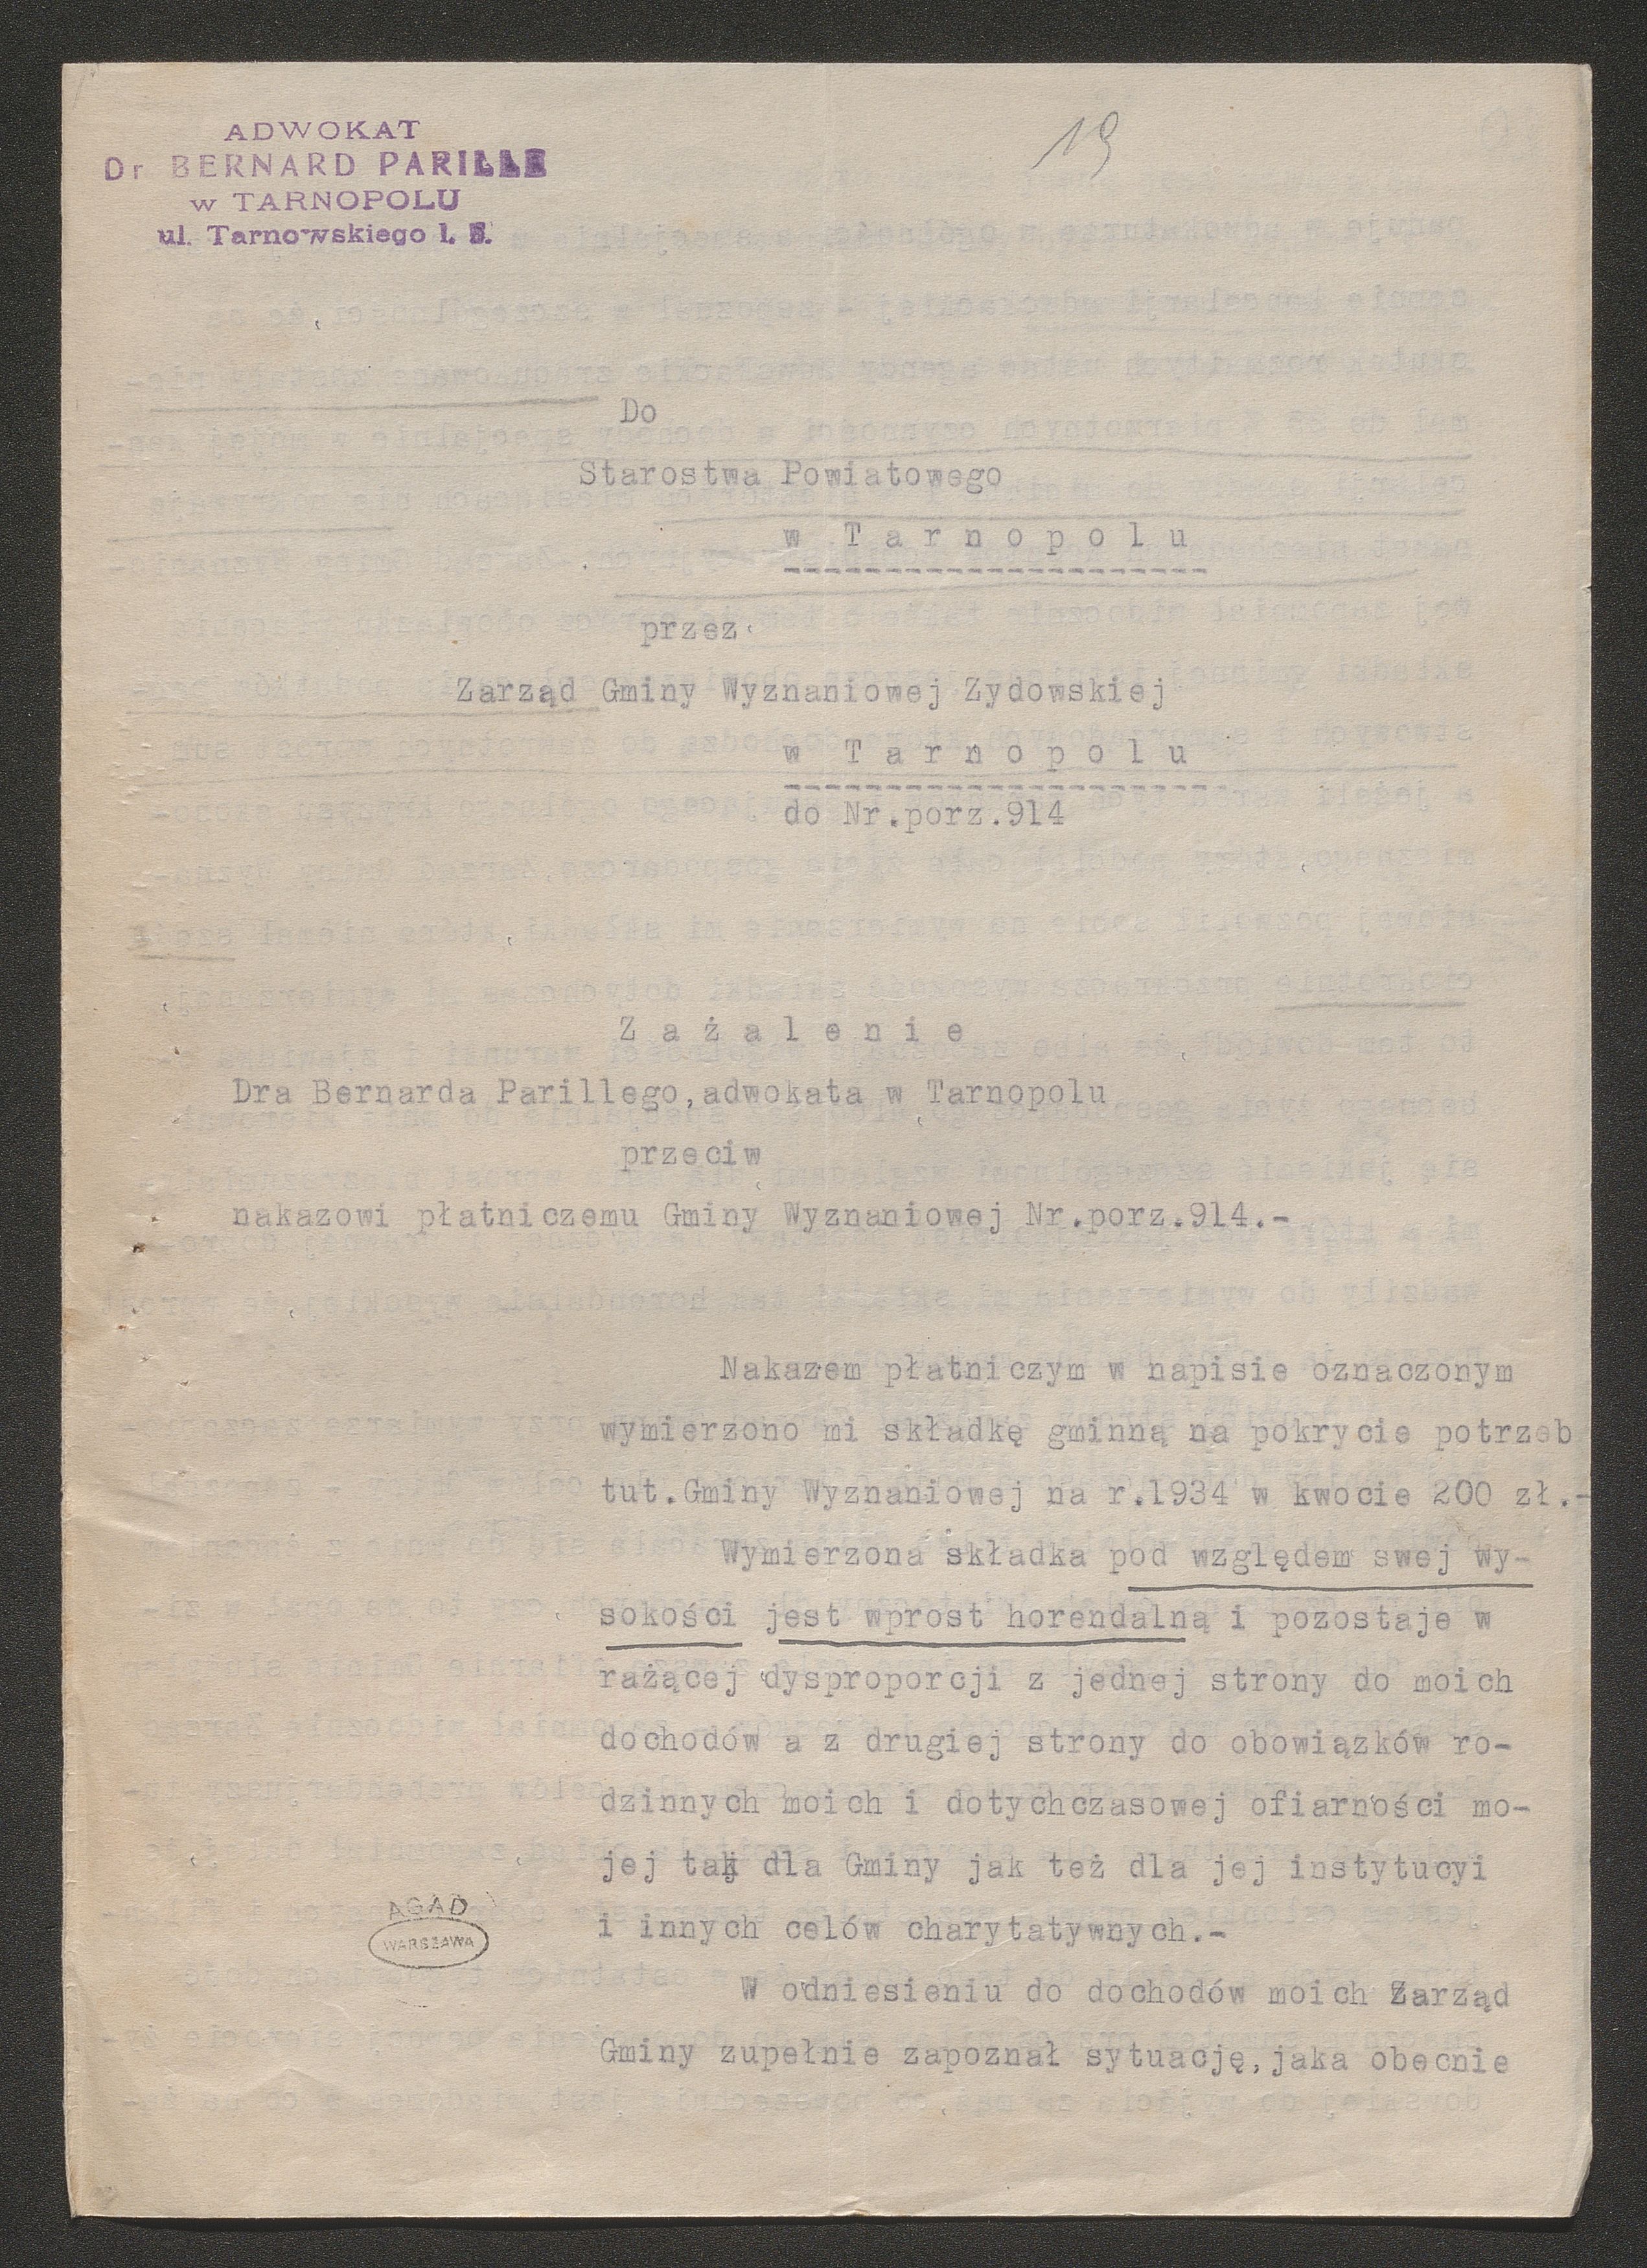 ADWOKAT
Dr BERNARD PARILLE
w TARNOPOLU
ul. Tarnowskiego l.
19
Do
Starostwa Powiatowego
w Tarnopolu
przez
Zarząd Gminy Wyznaniowej Zydowskiej
w Tarnopolu
do Nr.porz.914
Zażalenie
Dra Bernarda Parillego,adwokata w Tarnopolu
przeciw
nakazowi płatniczemu Gminy Wyznaniowej Nr.porz.914.-
Nakazem płatniczym w napisie oznaczonym
wymierzono mi składkę gminną na pokrycie potrzeb
tut.Gminy Wyznaniowej na r.1934 w kwocie 200 zł.-
Wymierzona składka pod względem swej wy-
sokości jest wprost horendalną i pozostaje w
rażącej dysproporcji z jednej strony do moich
dochodów a z drugiej strony do obowiązków ro-
dzinnych moich i dotychczasowej ofiarności mo-
jej tak dla Gminy jak też dla jej instytucyi
i innych celów charytatywnych.-
W odniesieniu do dochodów moich Zarząd
Gminy zupełnie zapoznał sytuację,jaka obecnie
AGAD
WARSZAWA